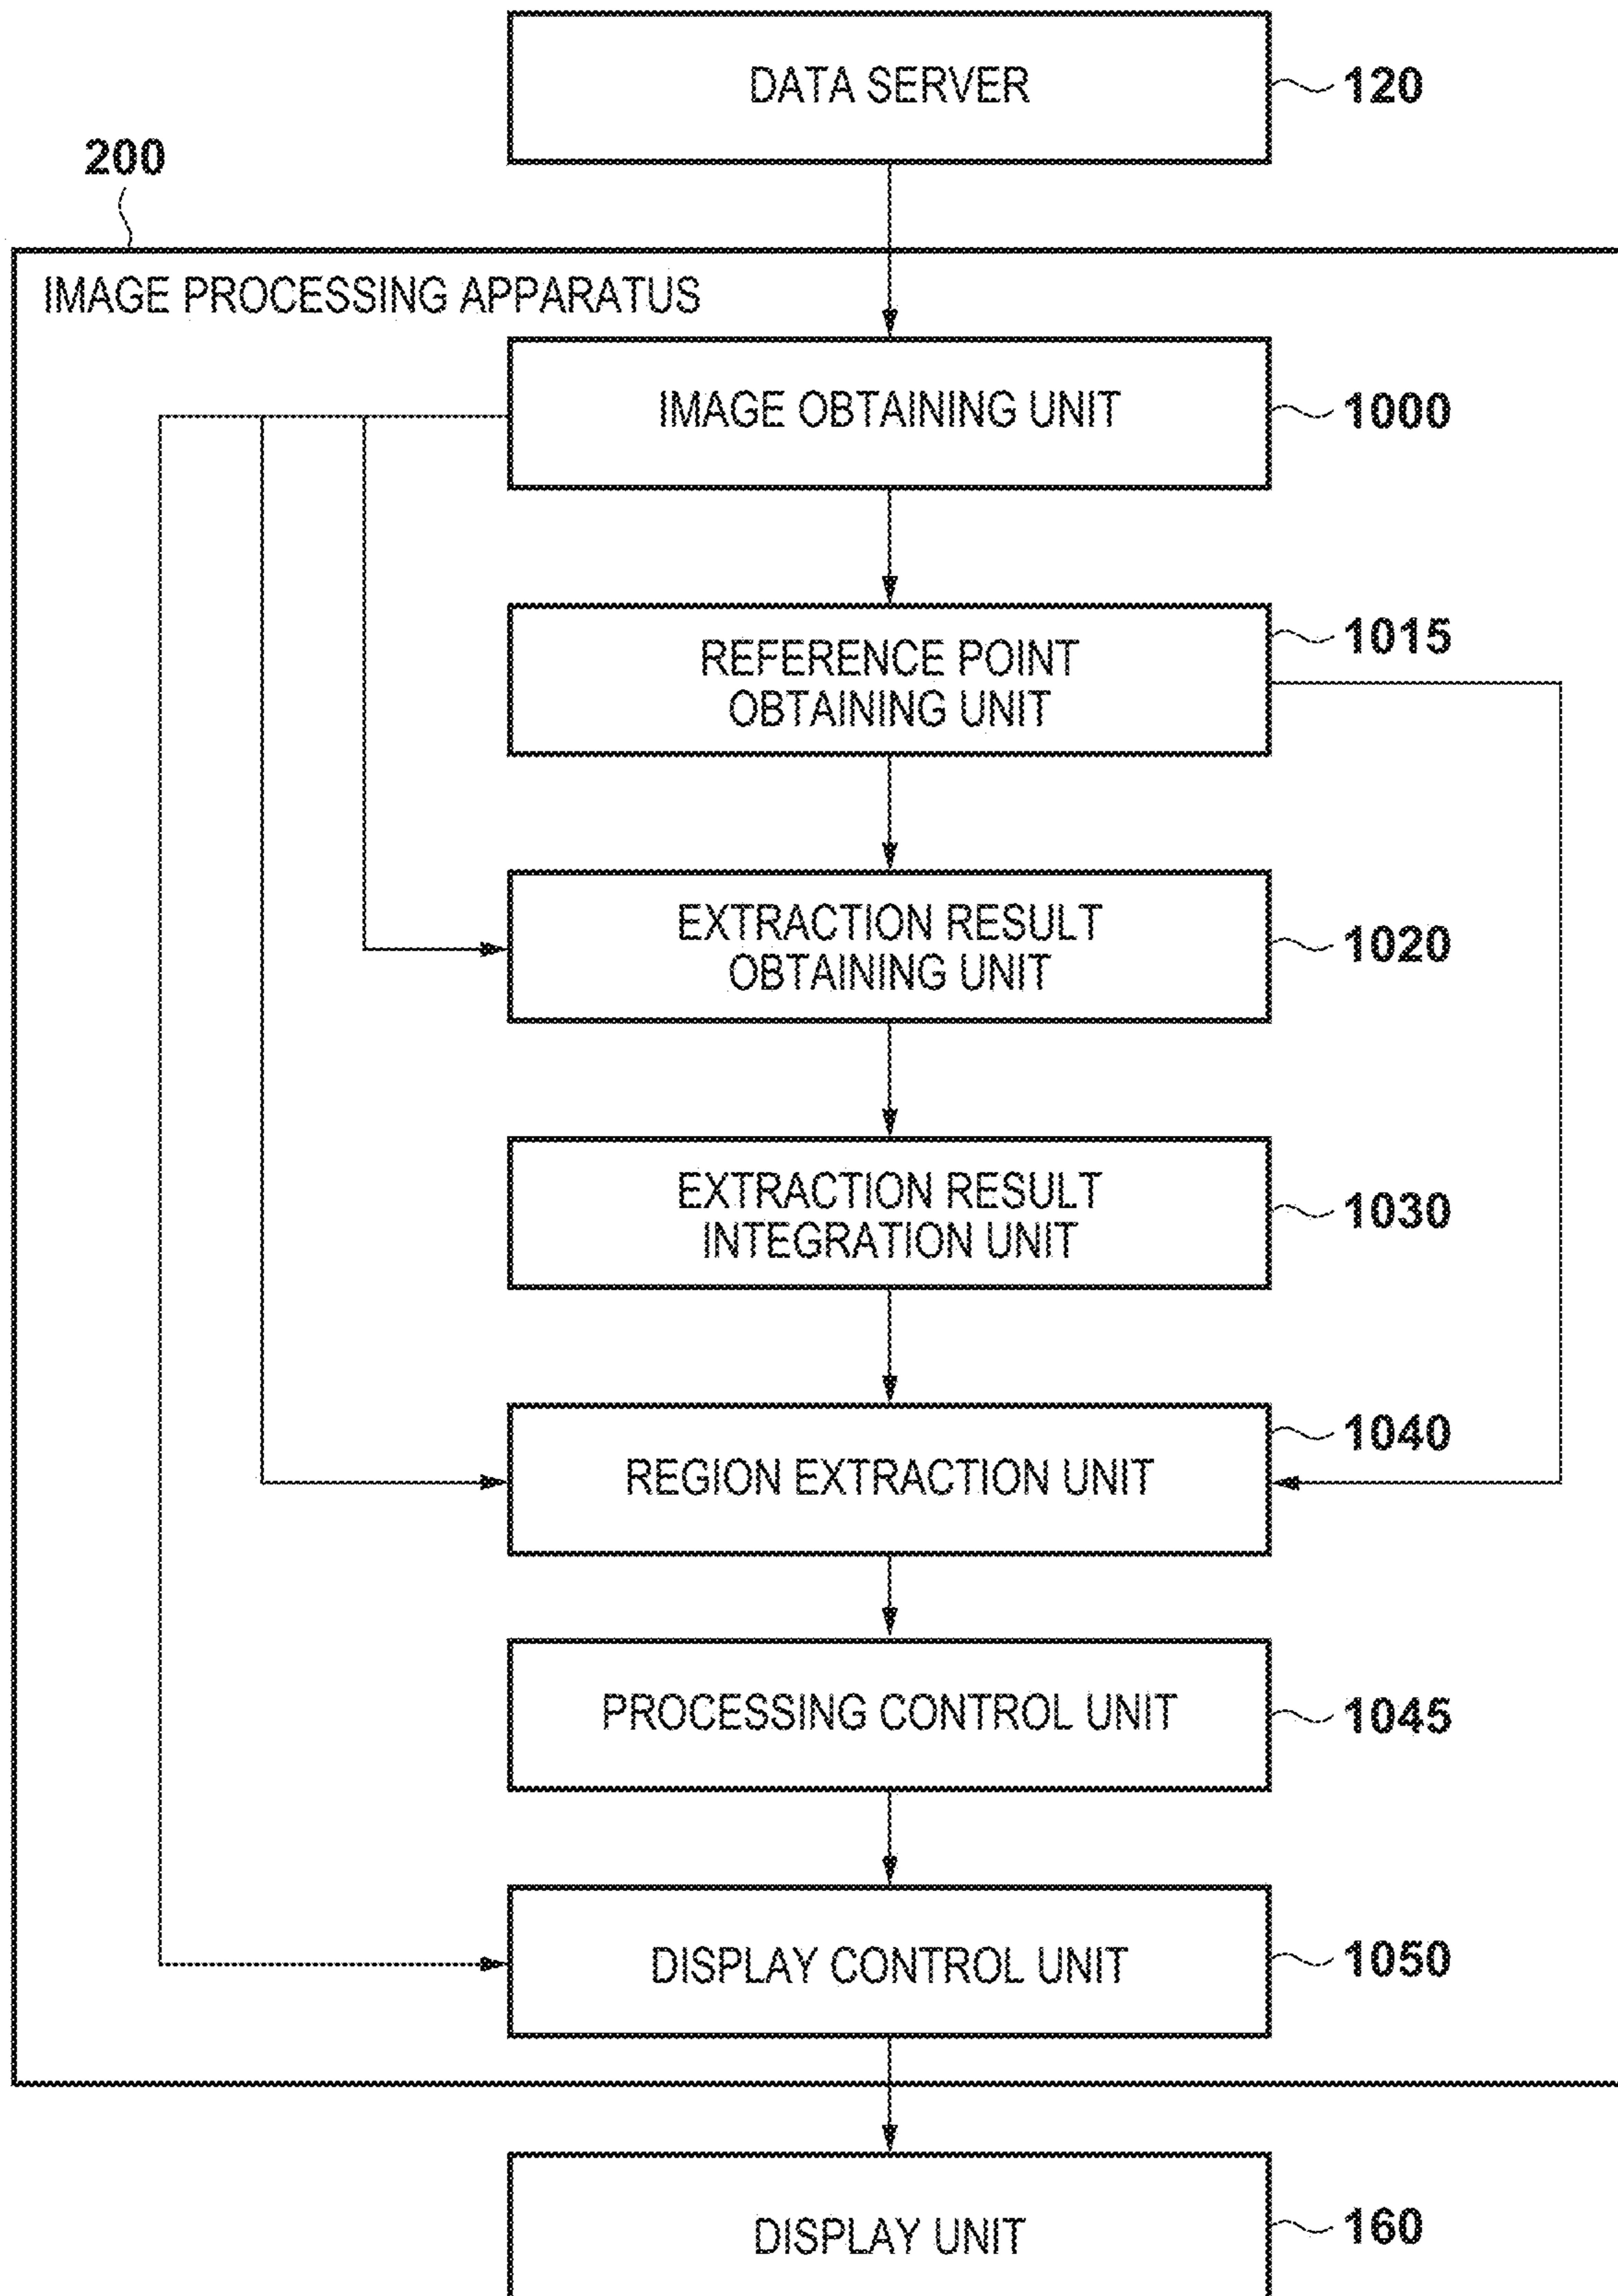 DATA SERVER
120
200
IMAGE PROCESSING APPARATUS
IMAGE OBTAINING UNIT
1000
REFERENCE POINT
OBTAINING UNIT
1015
EXTRACTION RESULT
OBTAINING UNIT
1020
EXTRACTION RESULT
INTEGRATION UNIT
1030
REGION EXTRACTION UNIT
1040
PROCESSING CONTROL UNIT
1045
DISPLAY CONTROL UNIT
1050
DISPLAY UNIT
160